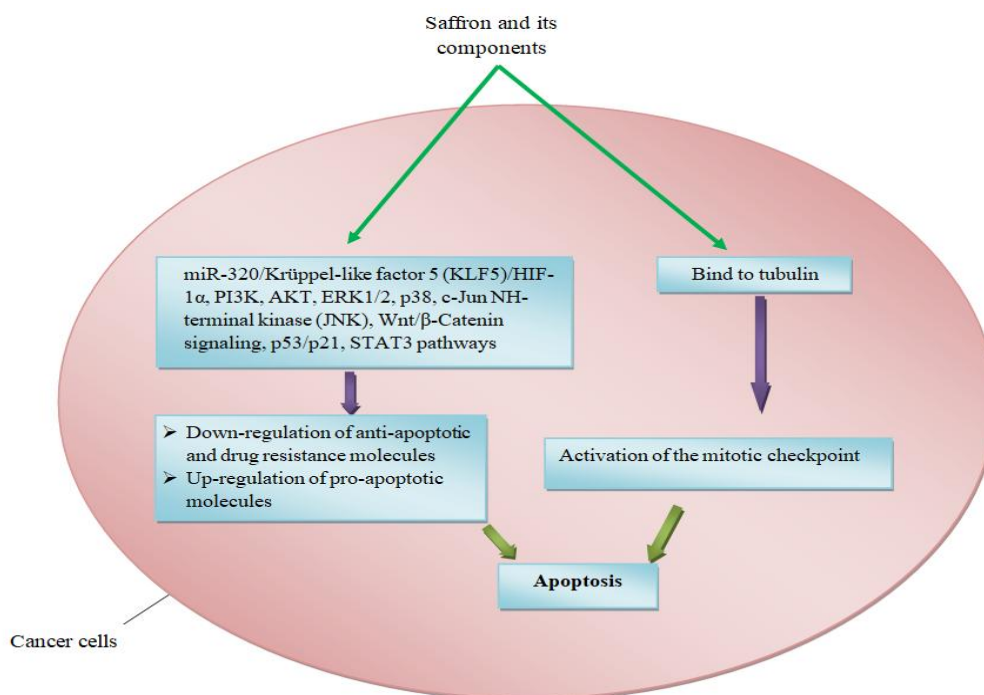 Saffron and its
components
miR-320/Krüppel-like factor 5 (KLF5)/HIF-
1α, PI3K, AKT, ERK1/2, p38, c-Jun NH-
terminal kinase (JNK), Wnt/β-Catenin
signaling, p53/p21, STAT3 pathways
Bind to tubulin
➢ Down-regulation of anti-apoptotic
and drug resistance molecules
➢ Up-regulation of pro-apoptotic
molecules
Activation of the mitotic checkpoint
Apoptosis
Cancer cells